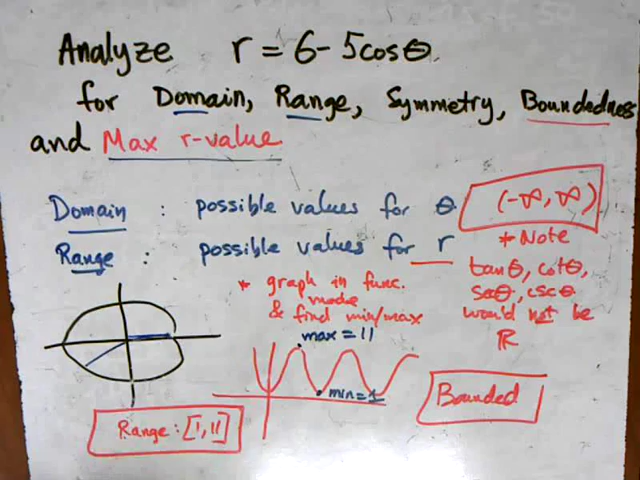 Analyze r = 6 - 5cosθ
for Domain, Range, Symmetry, Boundedness
and Max r-value
Domain : possible values for θ (-∞, ∞)
Range : possible values for r
* Note
tanθ, cotθ,
secθ, cscθ
would not be
ℝ
* graph in func.
mode
& find min/max
max = 11
min = 1
Bounded
Range: [1, 11]